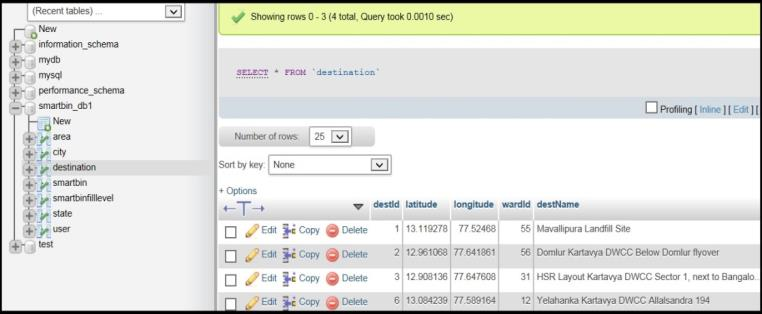 (Recent tables) ...
New
information_schema
mydb
mysql
performance_schema
smartbin_db1
New
area
city
destination
smartbin
smartbinfilllevel
state
user
test
Showing rows 0 - 3 (4 total, Query took 0.0010 sec)
SELECT * FROM `destination`
Profiling [ Inline ] [ Edit ] [
Number of rows: 25
Sort by key: None
+ Options
destId latitude longitude wardId destName
Edit Copy Delete 1 13.119278 77.52468 55 Mavallipura Landfill Site
Edit Copy Delete 2 12.961068 77.641861 56 Domlur Kartavya DWCC Below Domlur flyover
Edit Copy Delete 3 12.908136 77.647608 31 HSR Layout Kartavya DWCC Sector 1, next to Bangalo...
Edit Copy Delete 6 13.084239 77.589164 12 Yelahanka Kartavya DWCC Allalsandra 194